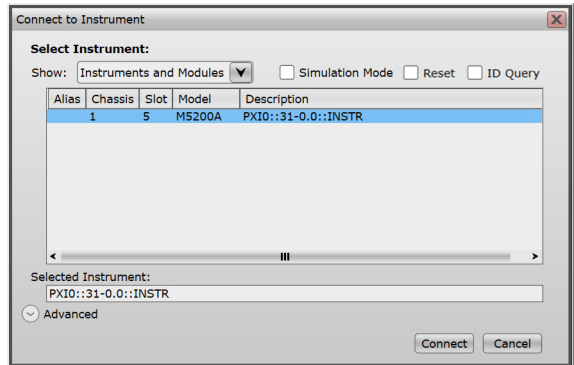 Connect to Instrument
Select Instrument:
Show: Instruments and Modules Simulation Mode Reset ID Query
Alias Chassis Slot Model Description
1 5 M5200A PXI0::31-0.0::INSTR
Selected Instrument:
PXI0::31-0.0::INSTR
Advanced
Connect Cancel